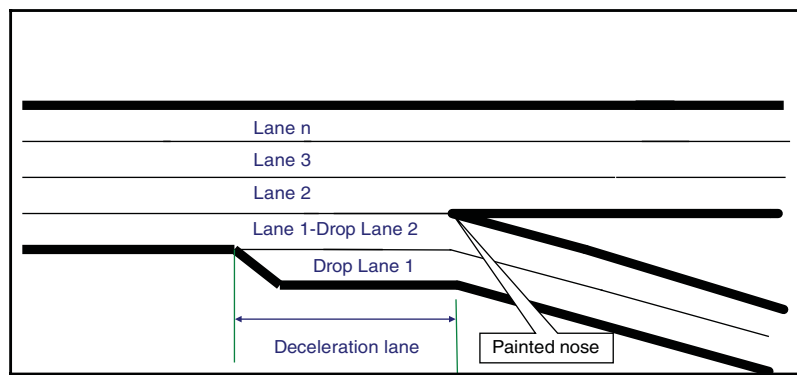 Lane n
Lane 3
Lane 2
Lane 1-Drop Lane 2
Drop Lane 1
Deceleration lane
Painted nose